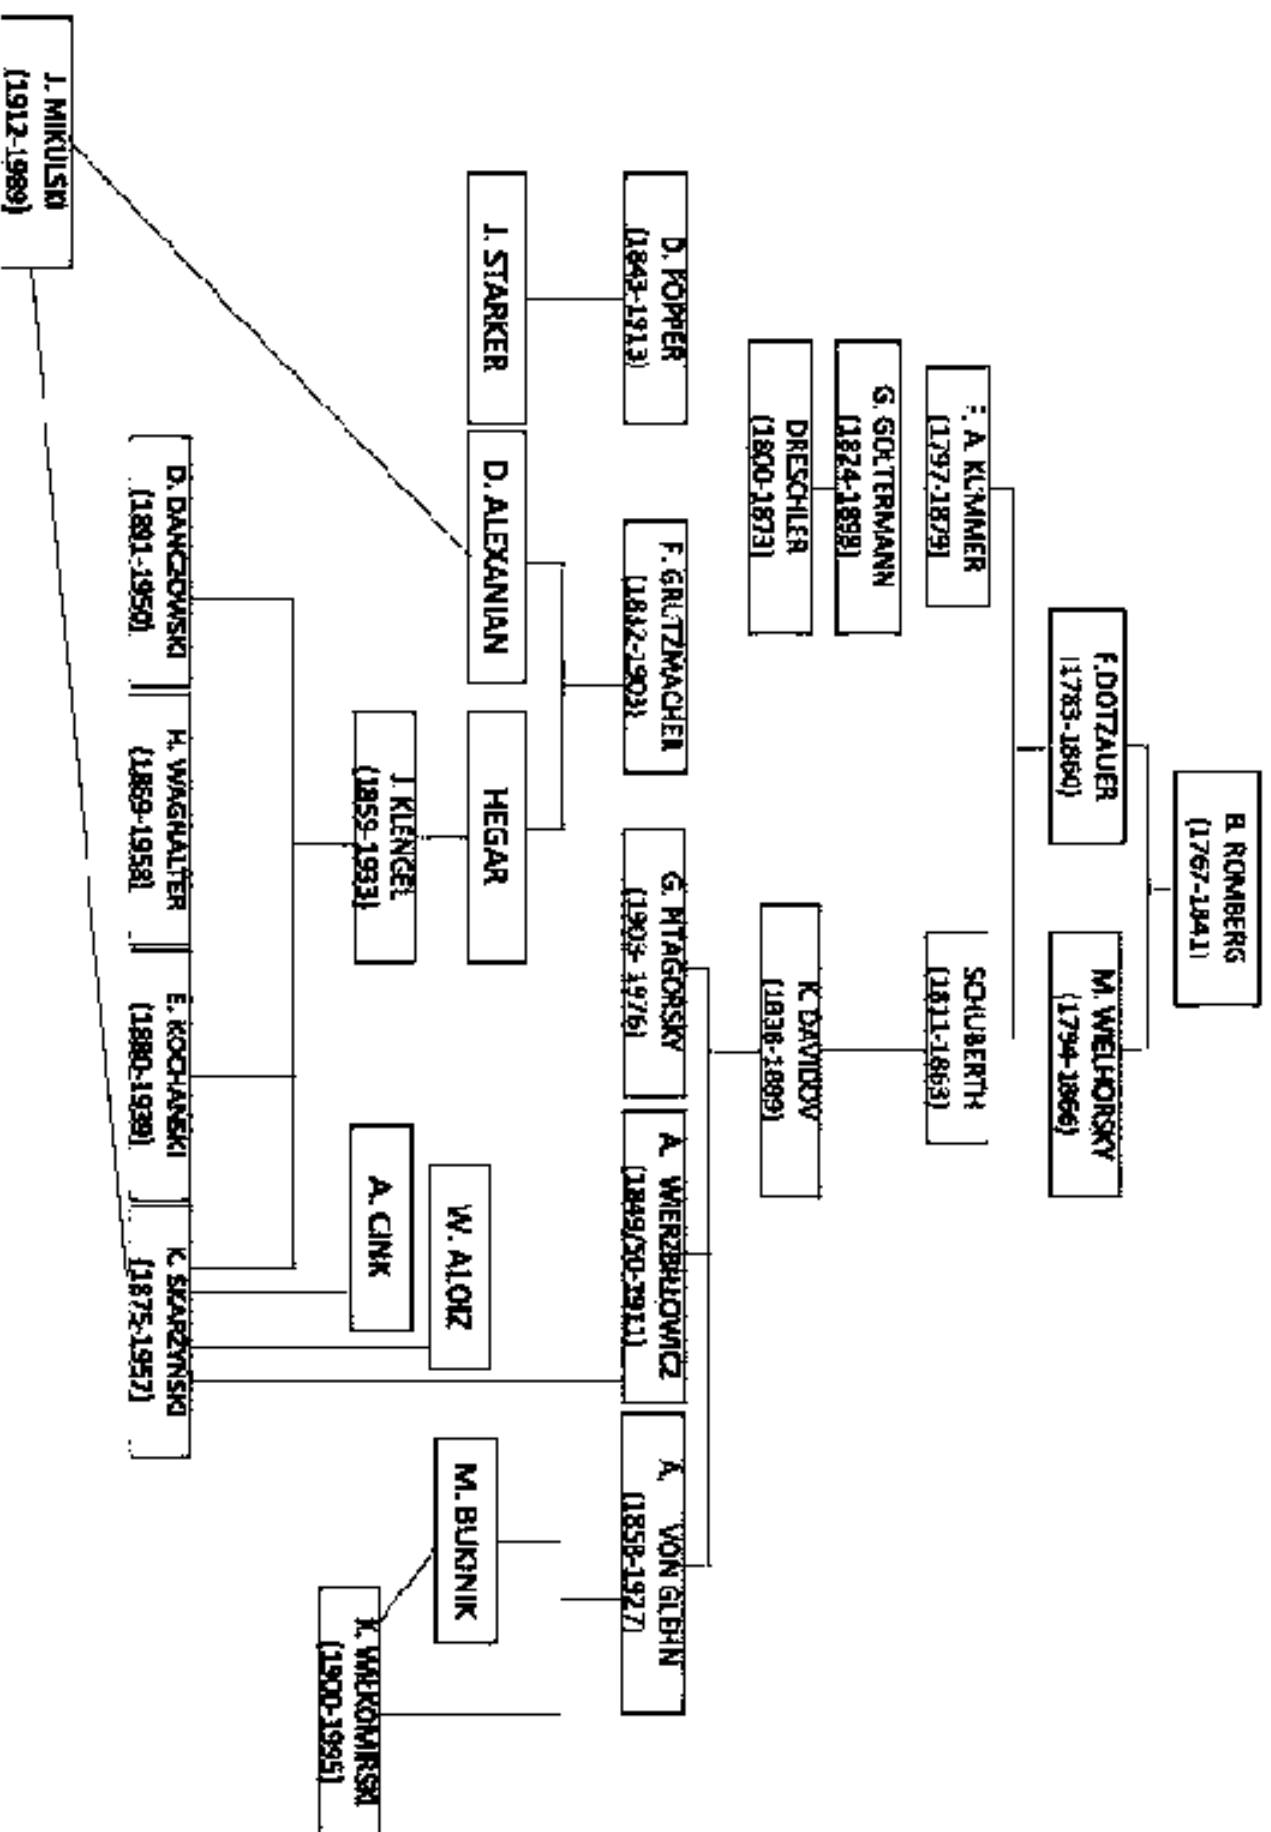 B. ROMBERG
(1767-1841)
F.DOTZAUER
(1783-1860)
M. WIELHORSKY
(1794-1866)
F. A. KUMMER
(1797-1879)
SCHUBERTH
(1811-1863)
G. GOLTERMANN
(1824-1898)
DRESCHLER
(1800-1873)
K. DAVIDOV
(1838-1889)
D. POPPER
(1843-1913)
F. GRUTZMACHER
(1832-1903)
G. PITAGORSKY
(1903- 1976)
A. WIERZBIŁŁOWICZ
(1849/50-1911)
A. VON GLEHN
(1858-1927)
J. STARKER
D. ALEXANIAN
HEGAR
W. ALOIZ
M. BUKINIK
J. KLENGEL
(1859-1933)
A. CINK
K. WIŁKOMIRSKI
(1900-1995)
D. DANCZOWSKI
(1891-1950)
H. WAGHALTER
(1869-1958)
E. KOCHAŃSKI
(1880-1939)
K. SKARŻYŃSKI
(1875-1957)
J. MIKULSKI
(1912-1989)